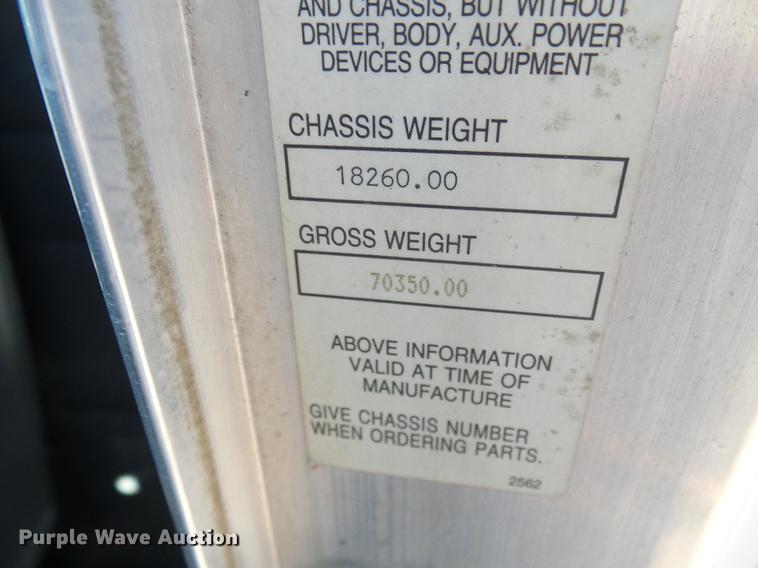 AND CHASSIS, BUT WITHOUT
DRIVER, BODY, AUX. POWER
DEVICES OR EQUIPMENT
CHASSIS WEIGHT
18260.00
GROSS WEIGHT
70350.00
ABOVE INFORMATION
VALID AT TIME OF
MANUFACTURE
GIVE CHASSIS NUMBER
WHEN ORDERING PARTS.
2562
Purple Wave Auction